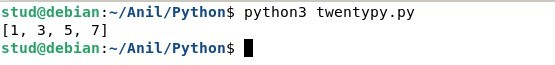 stud@debian:~/Anil/Python$ python3 twentypy.py
[1, 3, 5, 7]
stud@debian:~/Anil/Python$